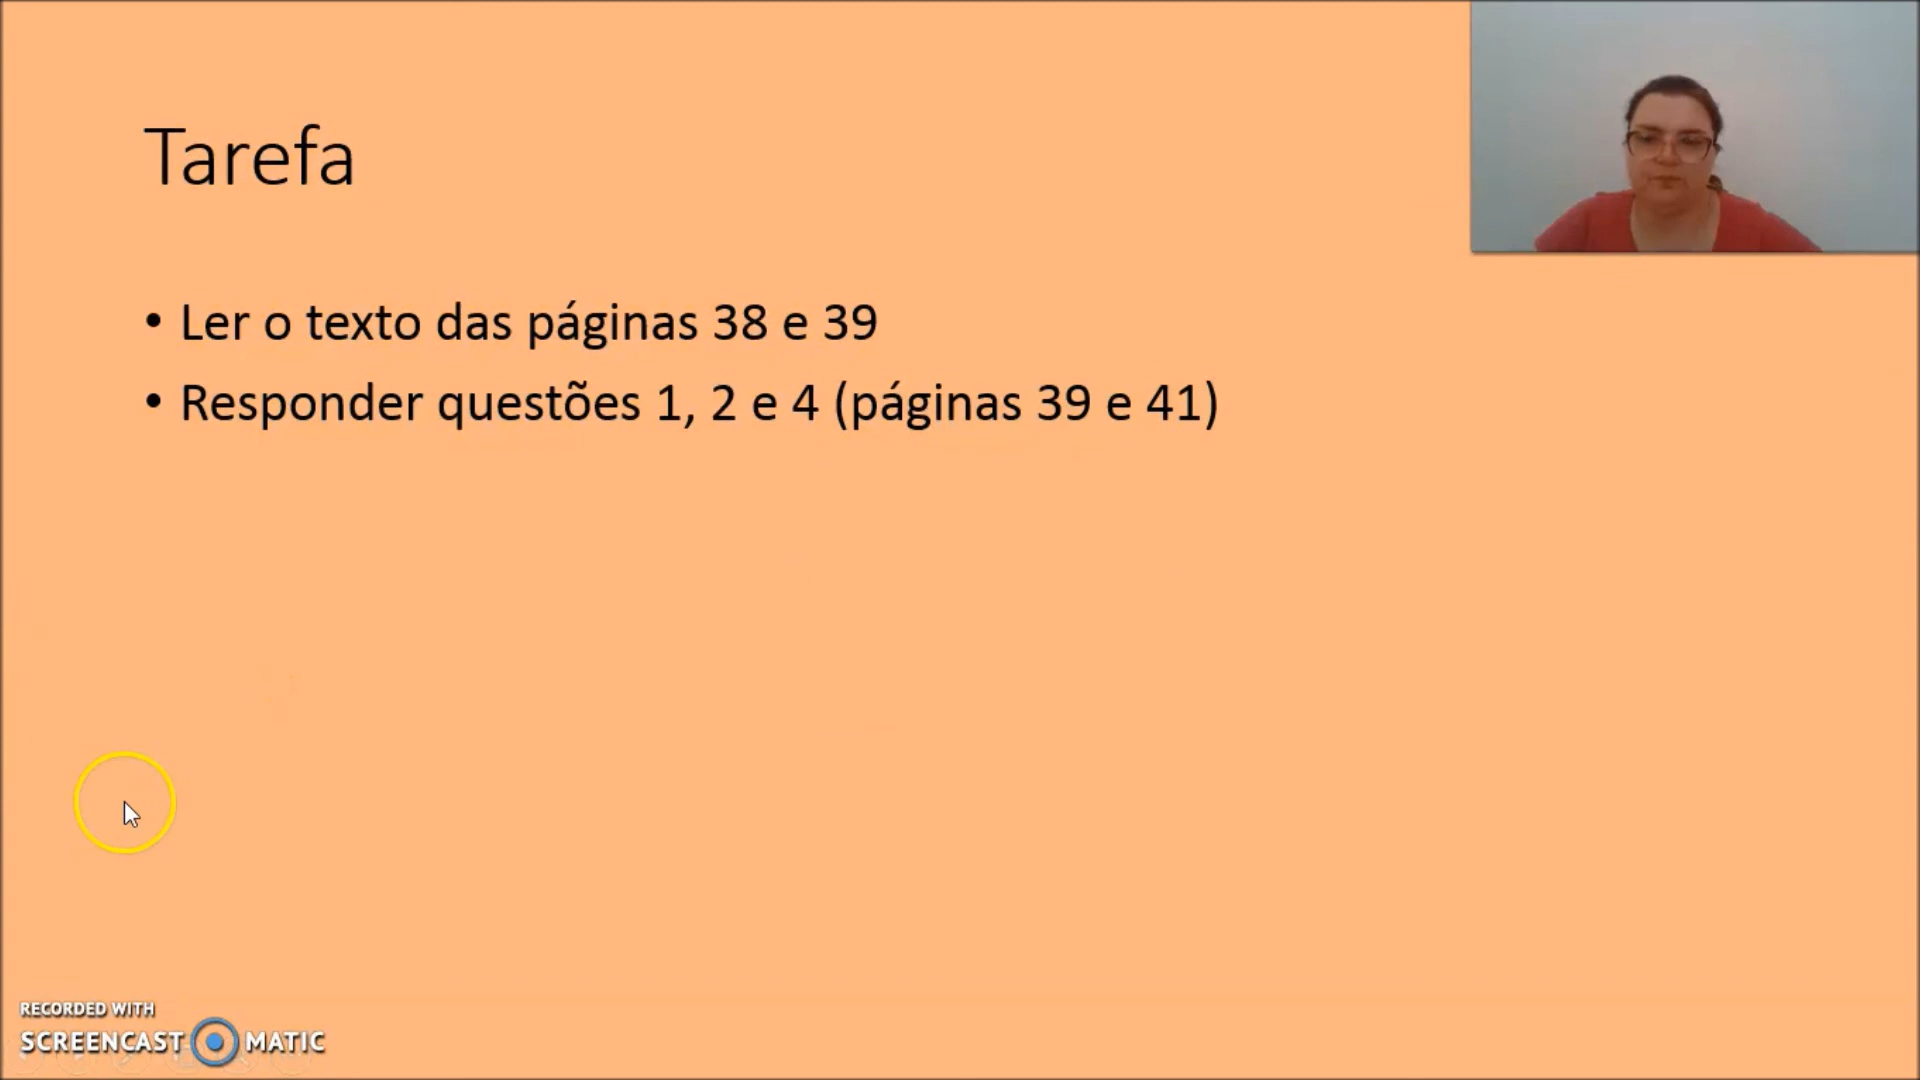 Tarefa
• Ler o texto das páginas 38 e 39
• Responder questões 1, 2 e 4 (páginas 39 e 41)
RECORDED WITH
SCREENCAST MATIC